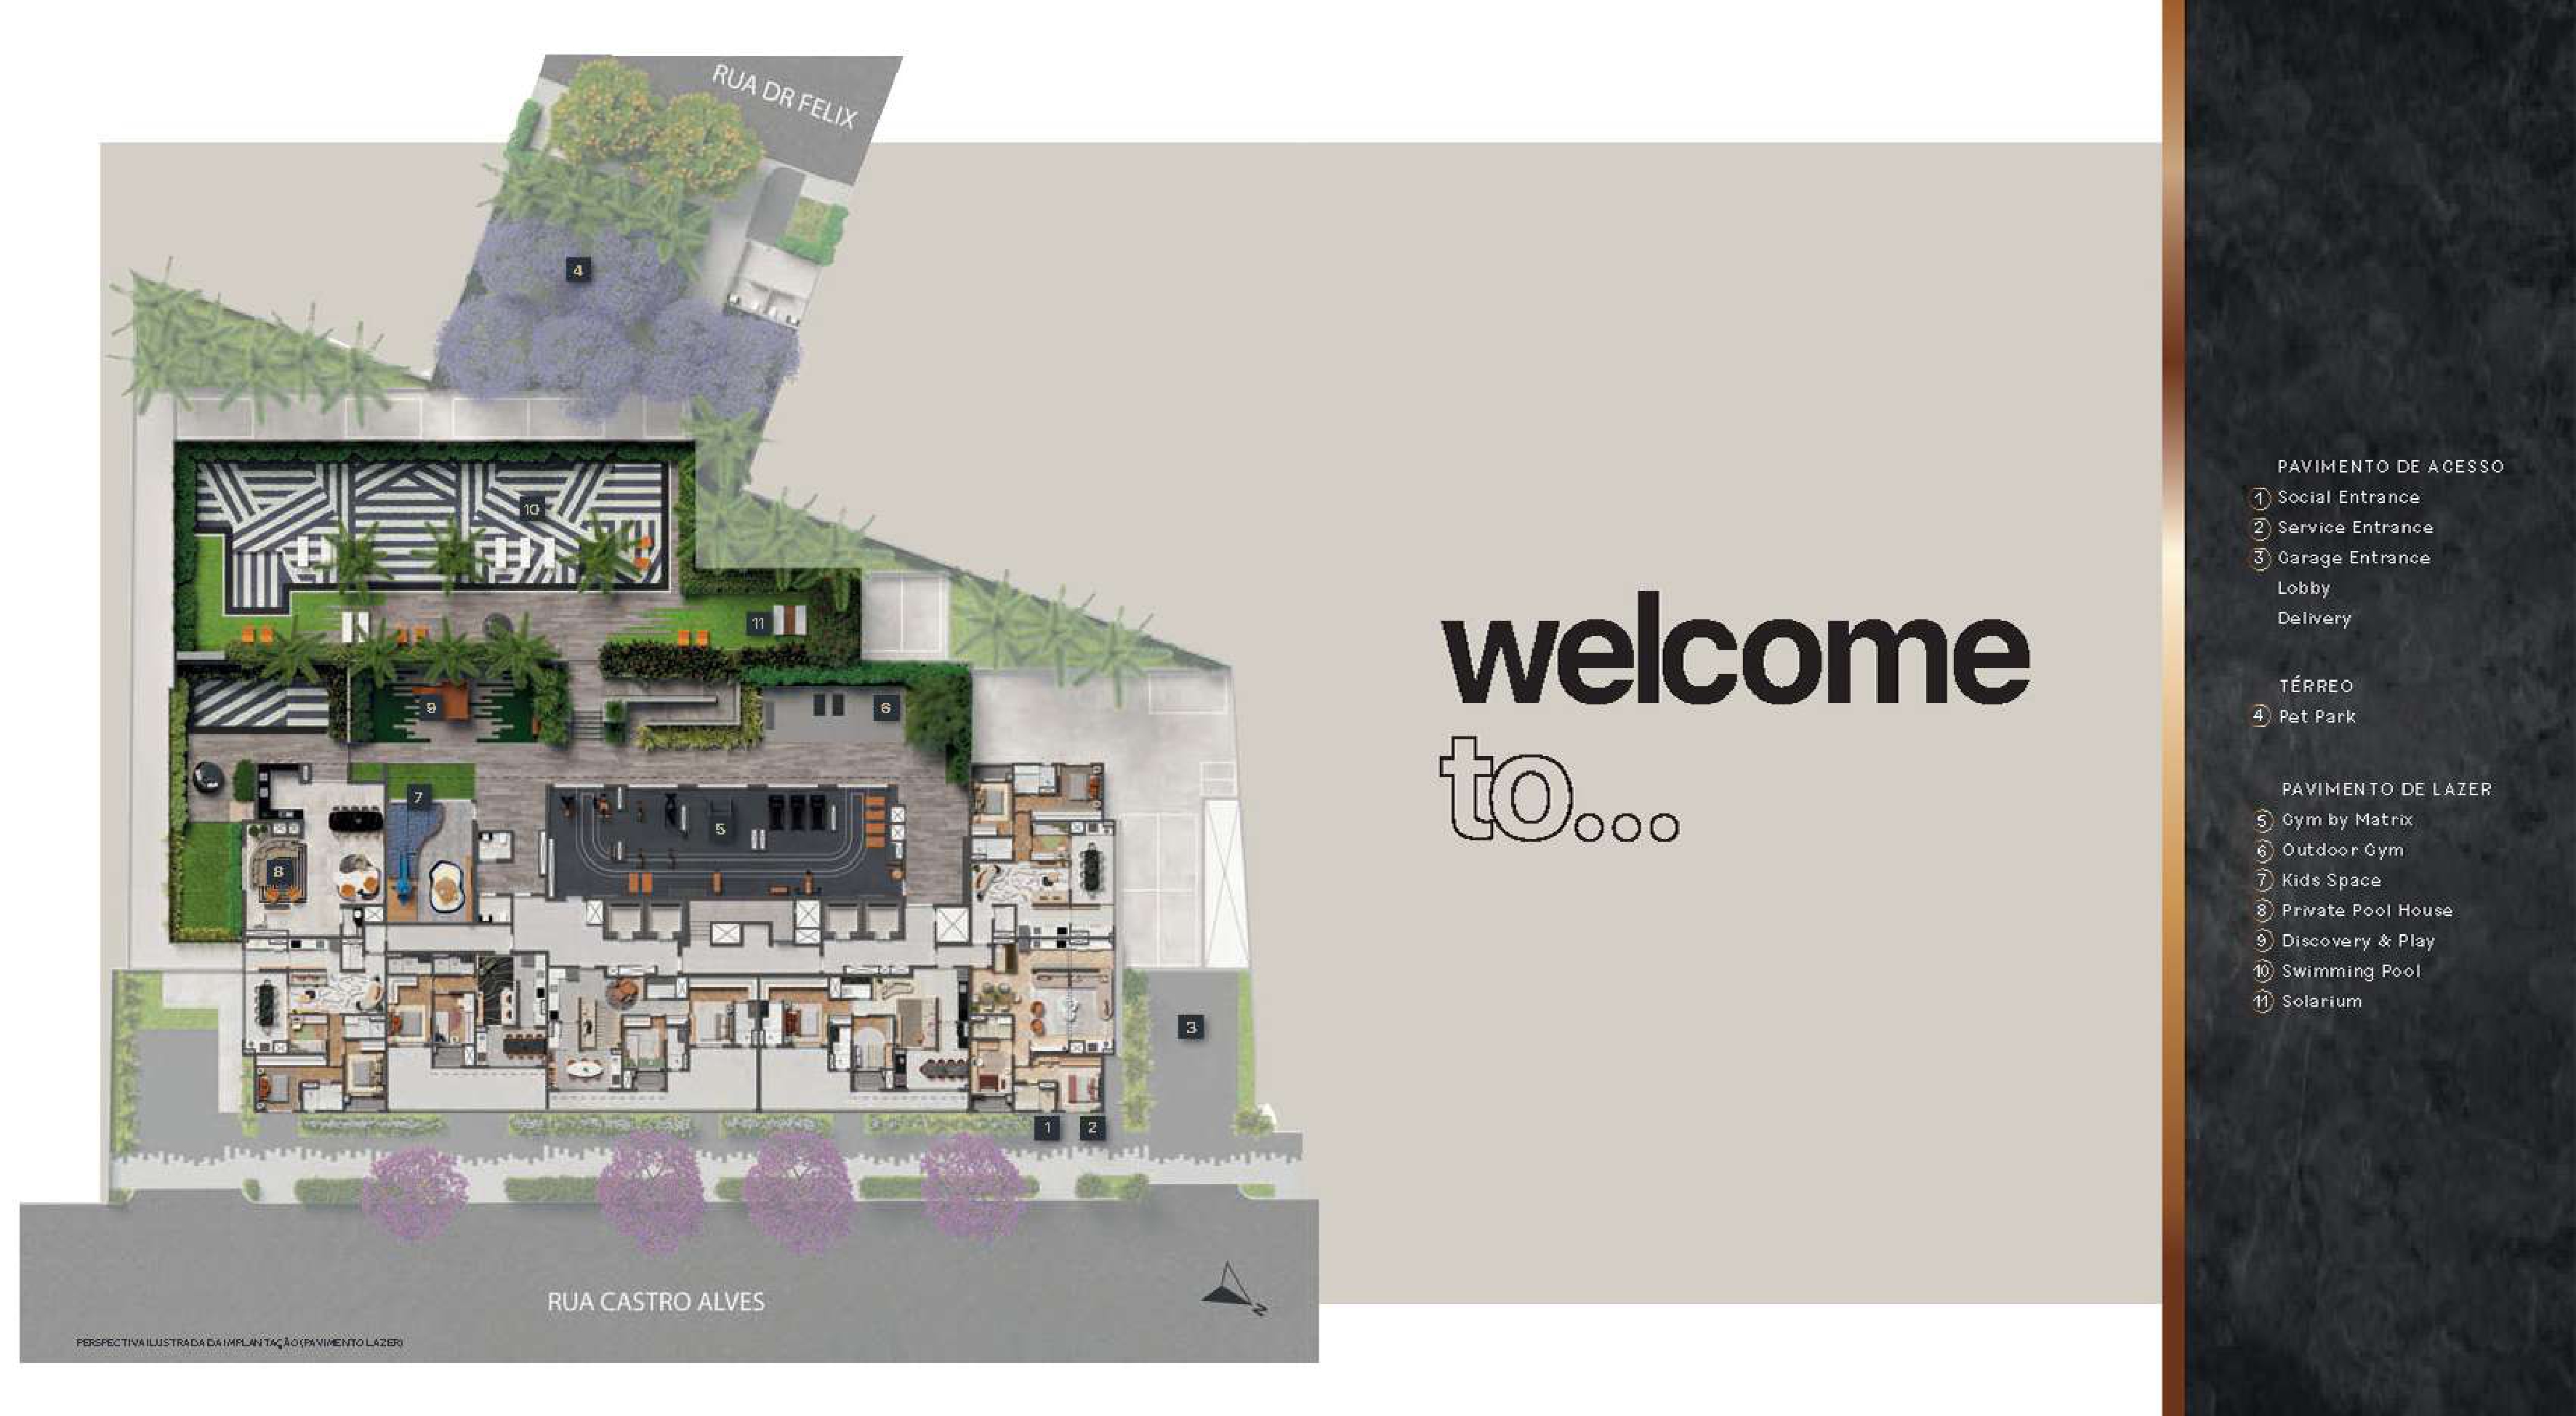 RUA DR FELIX
4
10
11
9
6
7
5
8
3
1
2
RUA CASTRO ALVES
N
PERSPECTIVA ILUSTRADA DA IMPLANTAÇÃO (PAVIMENTO LAZER)
welcome
to...
PAVIMENTO DE ACESSO
1 Social Entrance
2 Service Entrance
3 Garage Entrance
Lobby
Delivery
TÉRREO
4 Pet Park
PAVIMENTO DE LAZER
5 Gym by Matrix
6 Outdoor Gym
7 Kids Space
8 Private Pool House
9 Discovery & Play
10 Swimming Pool
11 Solarium